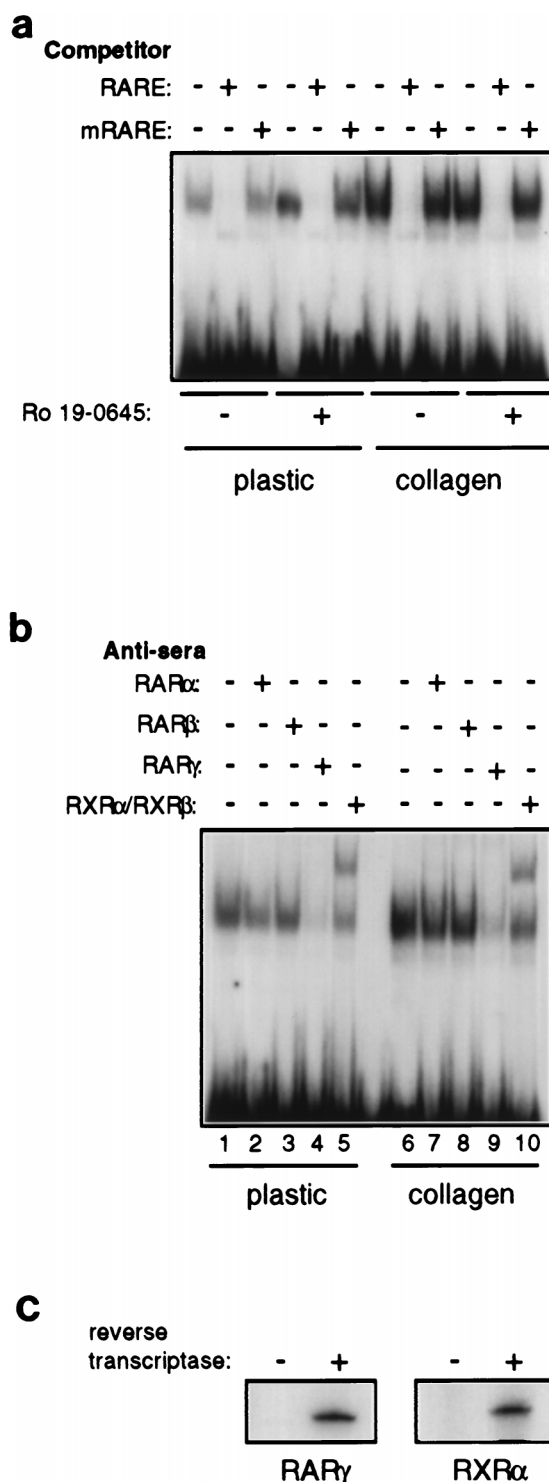 a
Competitor
RARE: - + - - + - - + - - + -
mRARE: - - + - - + - - + - - +
Ro 19-0645: - + - +
plastic collagen
b
Anti-sera
RARα: - + - - - - + - - -
RARβ: - - + - - - - + - -
RARγ: - - - + - - - - + -
RXRα/RXRβ: - - - - + - - - - +
1 2 3 4 5 6 7 8 9 10
plastic collagen
c
reverse
transcriptase: - + - +
RARγ RXRα